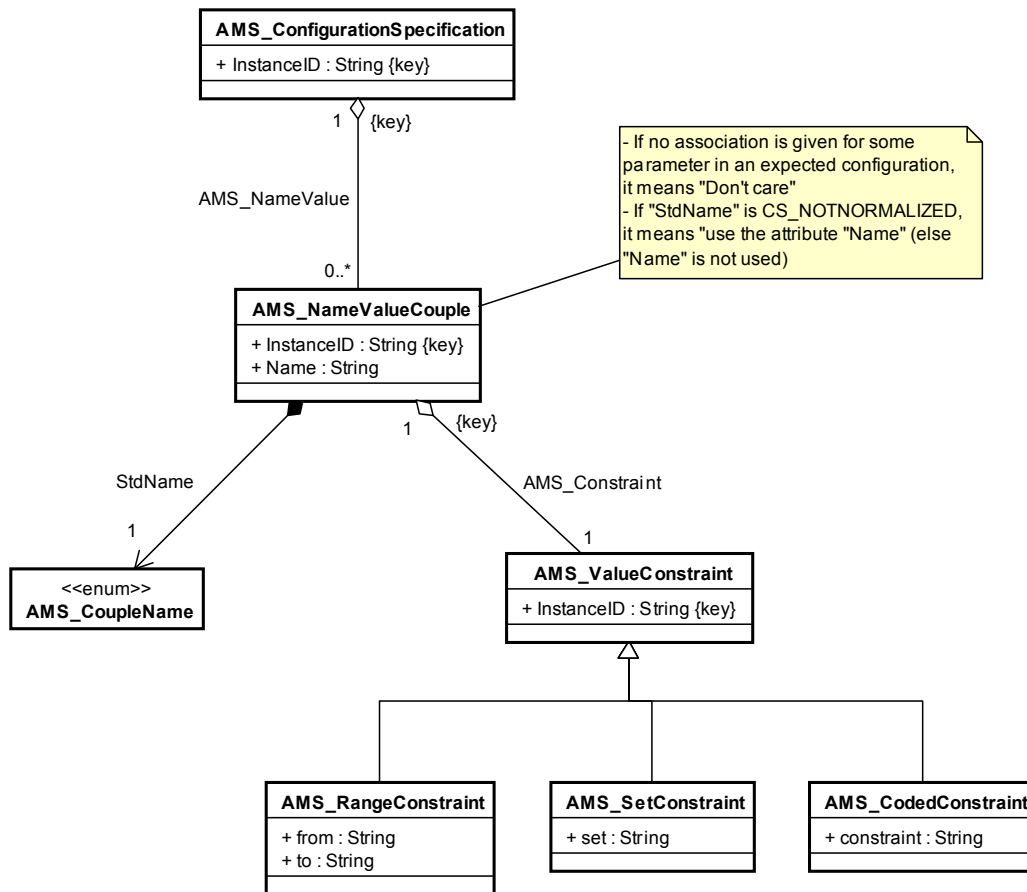 AMS_ConfigurationSpecification
+ InstanceID : String {key}
1 {key}
- If no association is given for some
parameter in an expected configuration,
it means "Don't care"
- If "StdName" is CS_NOTNORMALIZED,
it means "use the attribute "Name" (else
"Name" is not used)
AMS_NameValue
0..*
AMS_NameValueCouple
+ InstanceID : String {key}
+ Name : String
1 {key}
StdName
AMS_Constraint
1
1
<<enum>>
AMS_CoupleName
AMS_ValueConstraint
+ InstanceID : String {key}
AMS_RangeConstraint
+ from : String
+ to : String
AMS_SetConstraint
+ set : String
AMS_CodedConstraint
+ constraint : String